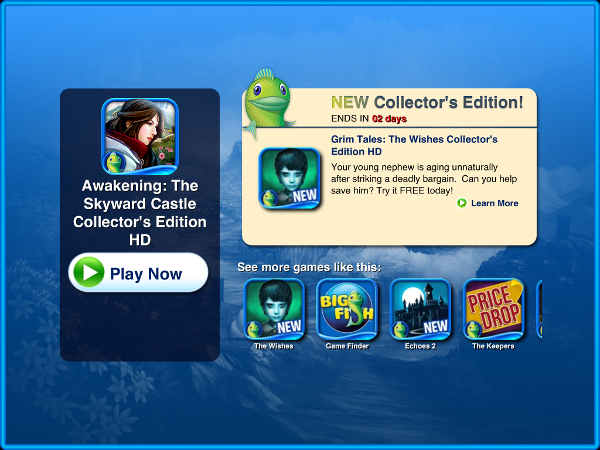 Awakening: The
Skyward Castle
Collector's Edition
HD
Play Now
NEW Collector's Edition!
ENDS IN 02 days
Grim Tales: The Wishes Collector's
Edition HD
NEW
Your young nephew is aging unnaturally
after striking a deadly bargain. Can you help
save him? Try it FREE today!
Learn More
See more games like this:
NEW
The Wishes
BIG
FISH
Game Finder
NEW
Echoes 2
PRICE
DROP
The Keepers